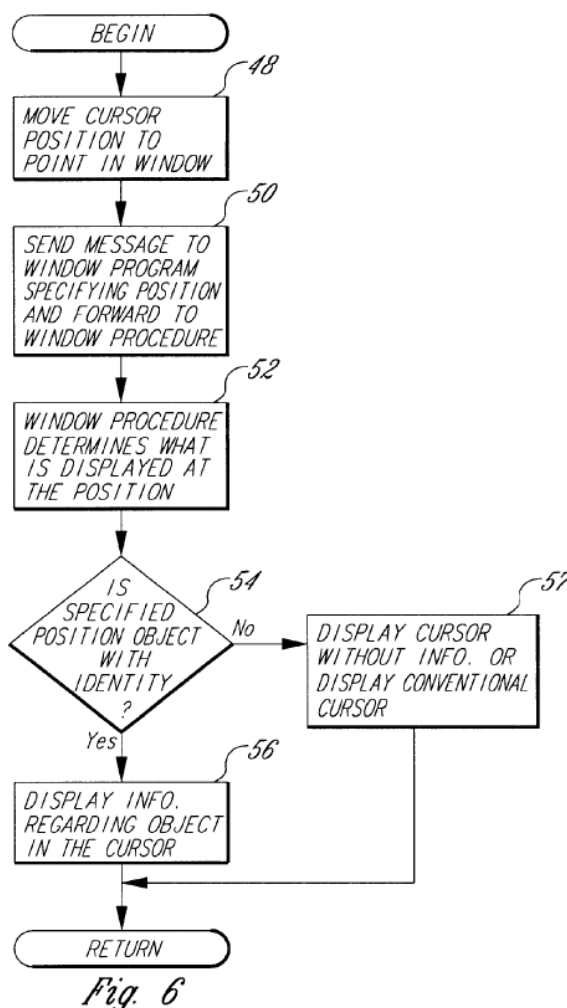 BEGIN
48
MOVE CURSOR
POSITION TO
POINT IN WINDOW
50
SEND MESSAGE TO
WINDOW PROGRAM
SPECIFYING POSITION
AND FORWARD TO
WINDOW PROCEDURE
52
WINDOW PROCEDURE
DETERMINES WHAT
IS DISPLAYED AT
THE POSITION
54
IS
SPECIFIED
POSITION OBJECT
WITH
IDENTITY
?
No
57
DISPLAY CURSOR
WITHOUT INFO. OR
DISPLAY CONVENTIONAL
CURSOR
Yes
56
DISPLAY INFO.
REGARDING OBJECT
IN THE CURSOR
RETURN
Fig. 6